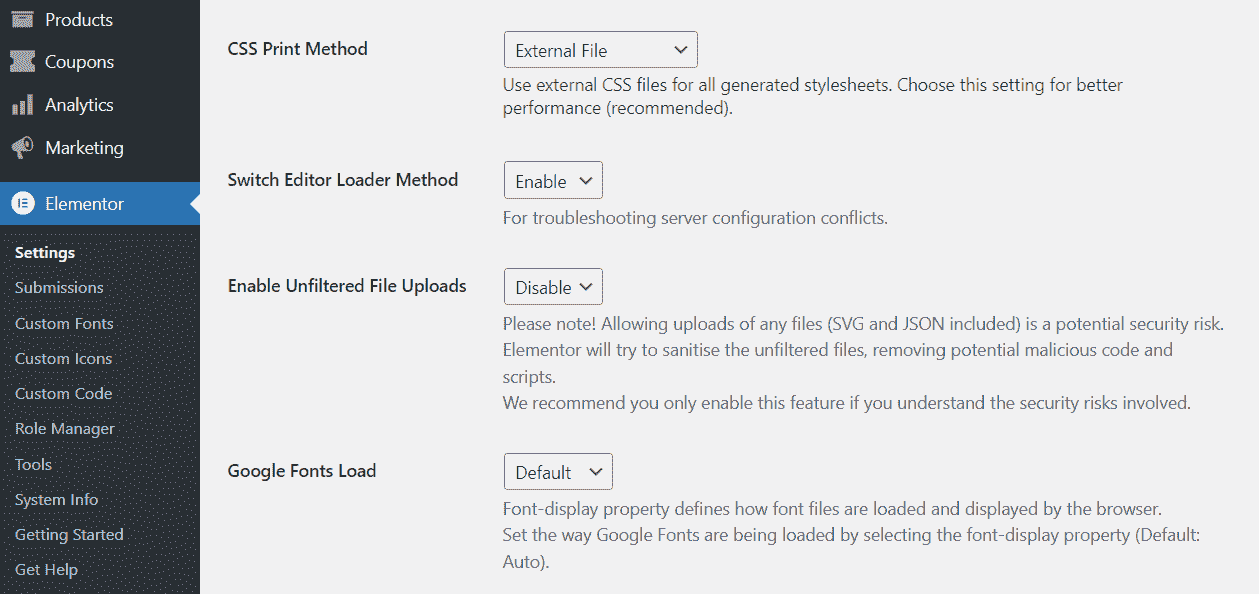 Products
Coupons
Analytics
Marketing
Elementor
Settings
Submissions
Custom Fonts
Custom Icons
Custom Code
Role Manager
Tools
System Info
Getting Started
Get Help
CSS Print Method
External File
Use external CSS files for all generated stylesheets. Choose this setting for better
performance (recommended).
Switch Editor Loader Method
Enable
For troubleshooting server configuration conflicts.
Enable Unfiltered File Uploads
Disable
Please note! Allowing uploads of any files (SVG and JSON included) is a potential security risk.
Elementor will try to sanitise the unfiltered files, removing potential malicious code and
scripts.
We recommend you only enable this feature if you understand the security risks involved.
Google Fonts Load
Default
Font-display property defines how font files are loaded and displayed by the browser.
Set the way Google Fonts are being loaded by selecting the font-display property (Default:
Auto).